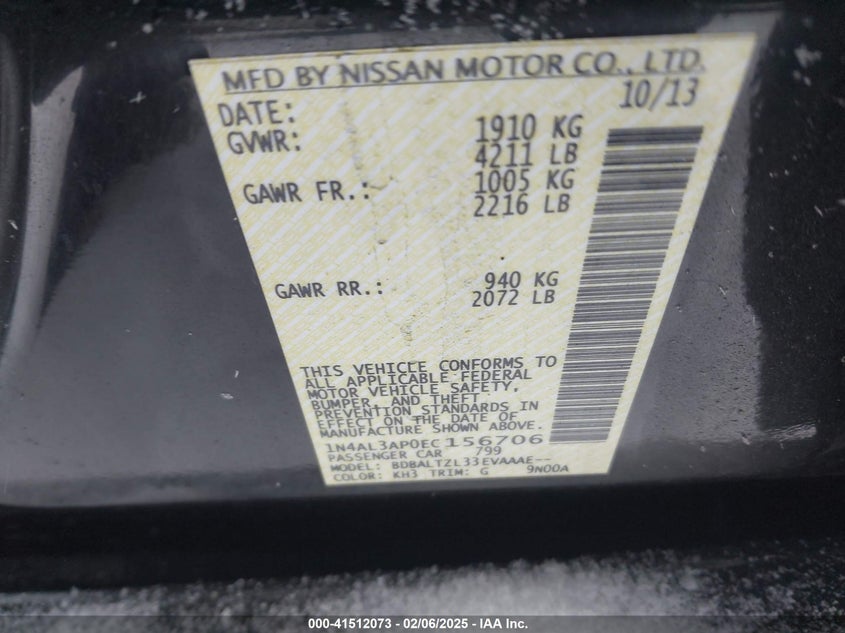 MFD BY NISSAN MOTOR CO., LTD.
DATE: 10/13
GVWR: 1910 KG
4211 LB
GAWR FR.: 1005 KG
2216 LB
GAWR RR.: 940 KG
2072 LB
THIS VEHICLE CONFORMS TO
ALL APPLICABLE FEDERAL
MOTOR VEHICLE SAFETY,
BUMPER, AND THEFT
PREVENTION STANDARDS IN
EFFECT ON THE DATE OF
MANUFACTURE SHOWN ABOVE.
1N4AL3AP0EC156706
PASSENGER CAR 799
MODEL: BDBALTZL33EVAAAE--
COLOR: KH3 TRIM: G 9N00A
000-41512073 - 02/06/2025 - IAA Inc.